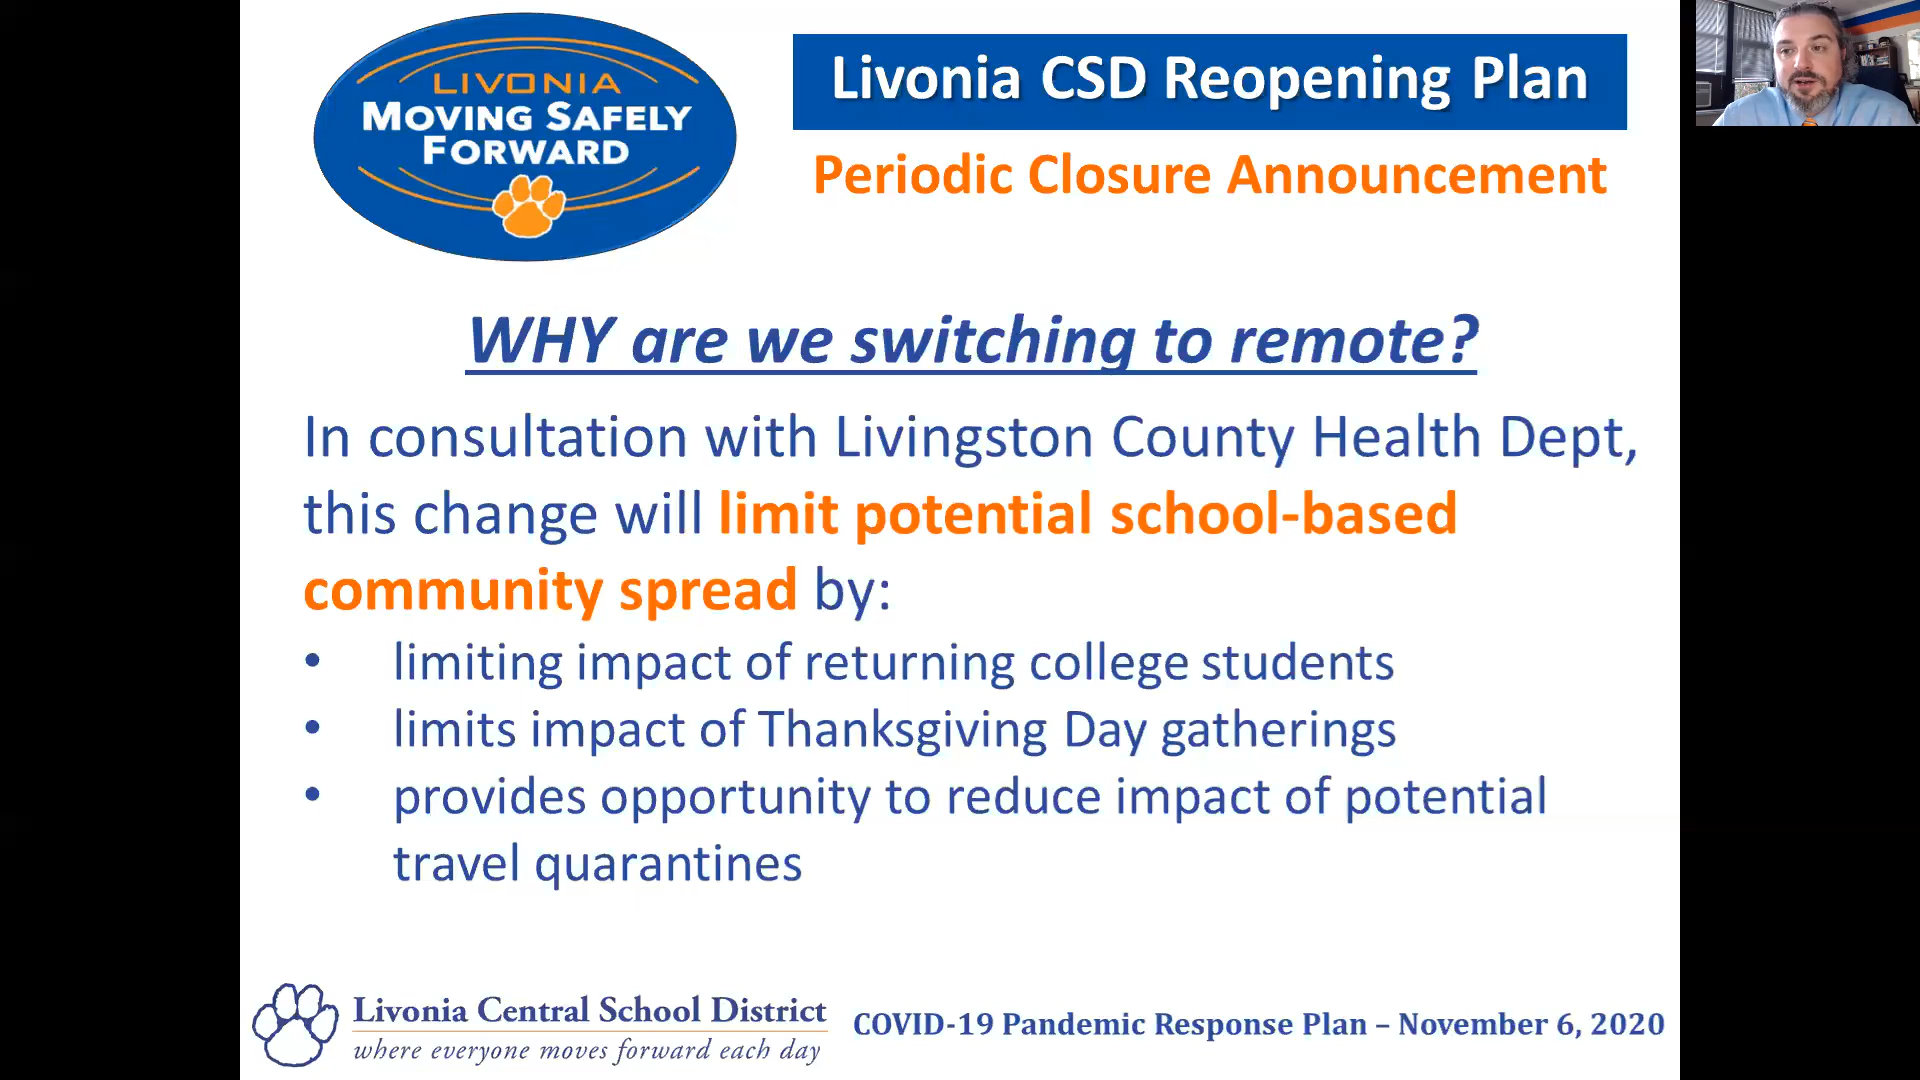 LIVONIA
MOVING SAFELY
FORWARD
Livonia CSD Reopening Plan
Periodic Closure Announcement
WHY are we switching to remote?
In consultation with Livingston County Health Dept,
this change will limit potential school-based
community spread by:
• limiting impact of returning college students
• limits impact of Thanksgiving Day gatherings
• provides opportunity to reduce impact of potential
travel quarantines
Livonia Central School District
where everyone moves forward each day
COVID-19 Pandemic Response Plan – November 6, 2020